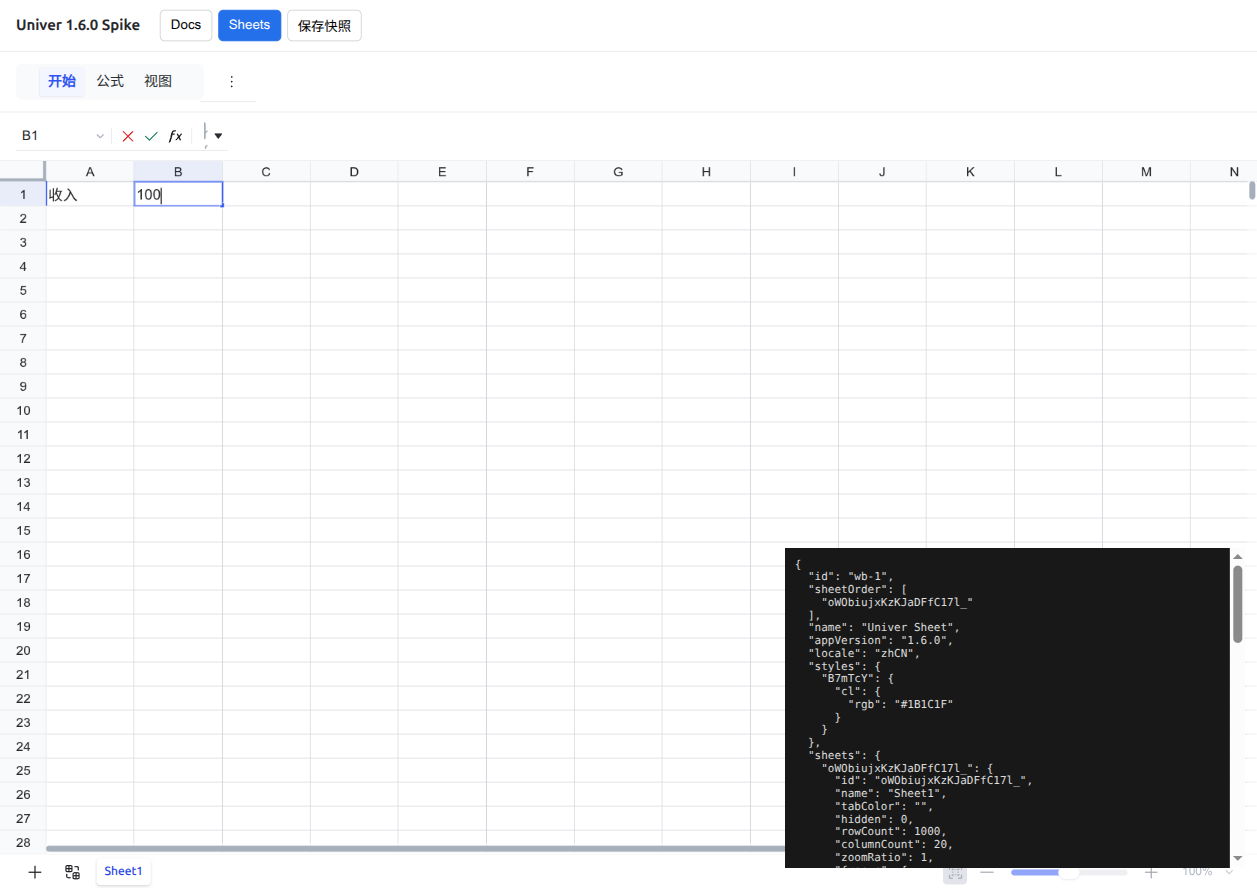 Univer 1.6.0 Spike Docs Sheets 保存快照
开始 公式 视图
B1 fx
A B C D E F G H I J K L M N
1 收入 100
2
3
4
5
6
7
8
9
10
11
12
13
14
15
16
17
18
19
20
21
22
23
24
25
26
27
28
{
"id": "wb-1",
"sheetOrder": [
"oWObiujxKzKJaDFfC17l_"
],
"name": "Univer Sheet",
"appVersion": "1.6.0",
"locale": "zhCN",
"styles": {
"B7mTcY": {
"cl": {
"rgb": "#1B1C1F"
}
}
},
"sheets": {
"oWObiujxKzKJaDFfC17l_": {
"id": "oWObiujxKzKJaDFfC17l_",
"name": "Sheet1",
"tabColor": "",
"hidden": 0,
"rowCount": 1000,
"columnCount": 20,
"zoomRatio": 1,
Sheet1 100%